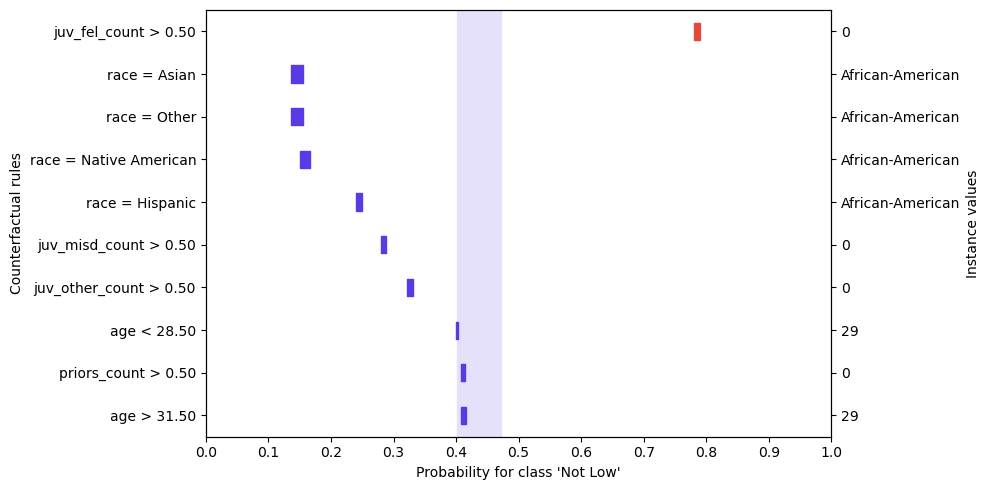 Counterfactual rules
juv_fel_count > 0.50 0
race = Asian African-American
race = Other African-American
race = Native American African-American
race = Hispanic African-American
juv_misd_count > 0.50 0
juv_other_count > 0.50 0
age < 28.50 29
priors_count > 0.50 0
age > 31.50 29
Instance values
0.0 0.1 0.2 0.3 0.4 0.5 0.6 0.7 0.8 0.9 1.0
Probability for class 'Not Low'